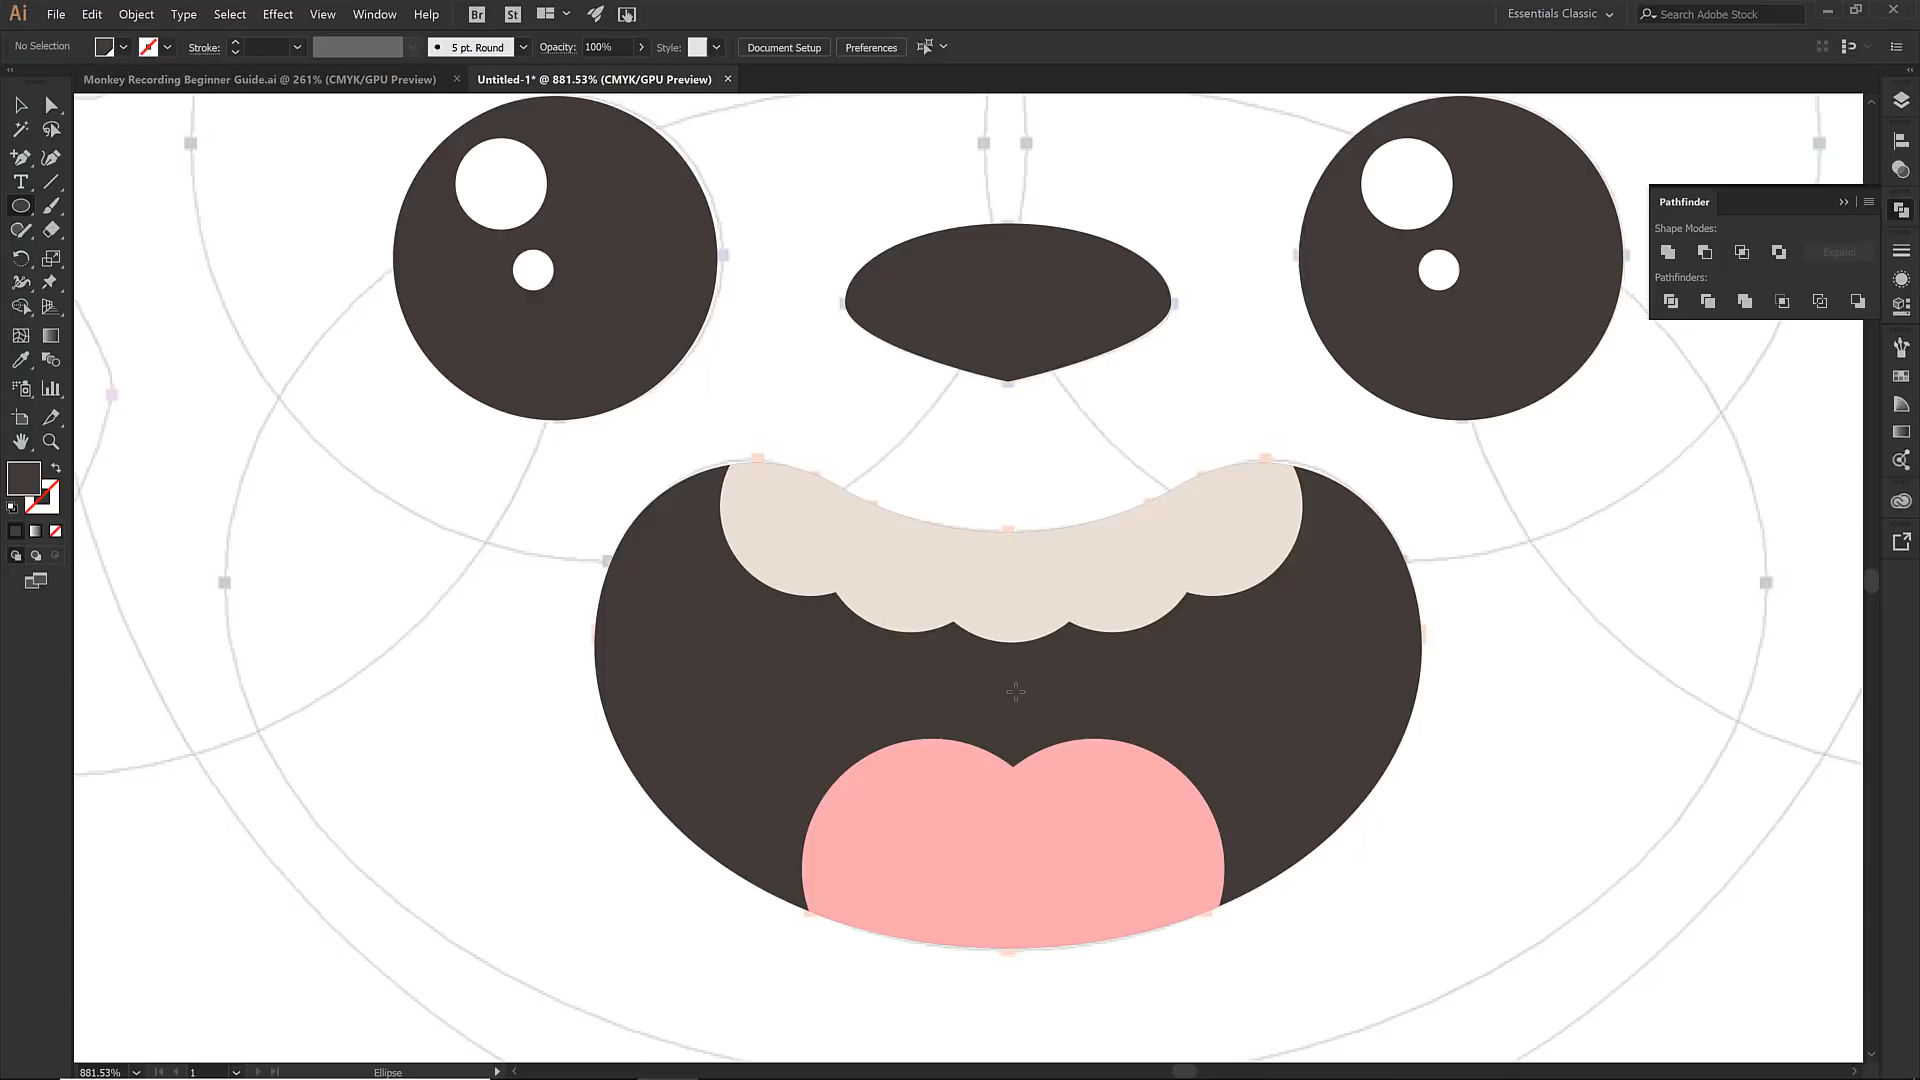 Ai File Edit Object Type Select Effect View Window Help Br St Essentials Classic Search Adobe Stock
No Selection Stroke: 5 pt. Round Opacity: 100% Style: Document Setup Preferences
Monkey Recording Beginner Guide.ai @ 261% (CMYK/GPU Preview) × Untitled-1* @ 881.53% (CMYK/GPU Preview) ×
Pathfinder
Shape Modes:
Expand
Pathfinders:
881.53% 1 Ellipse